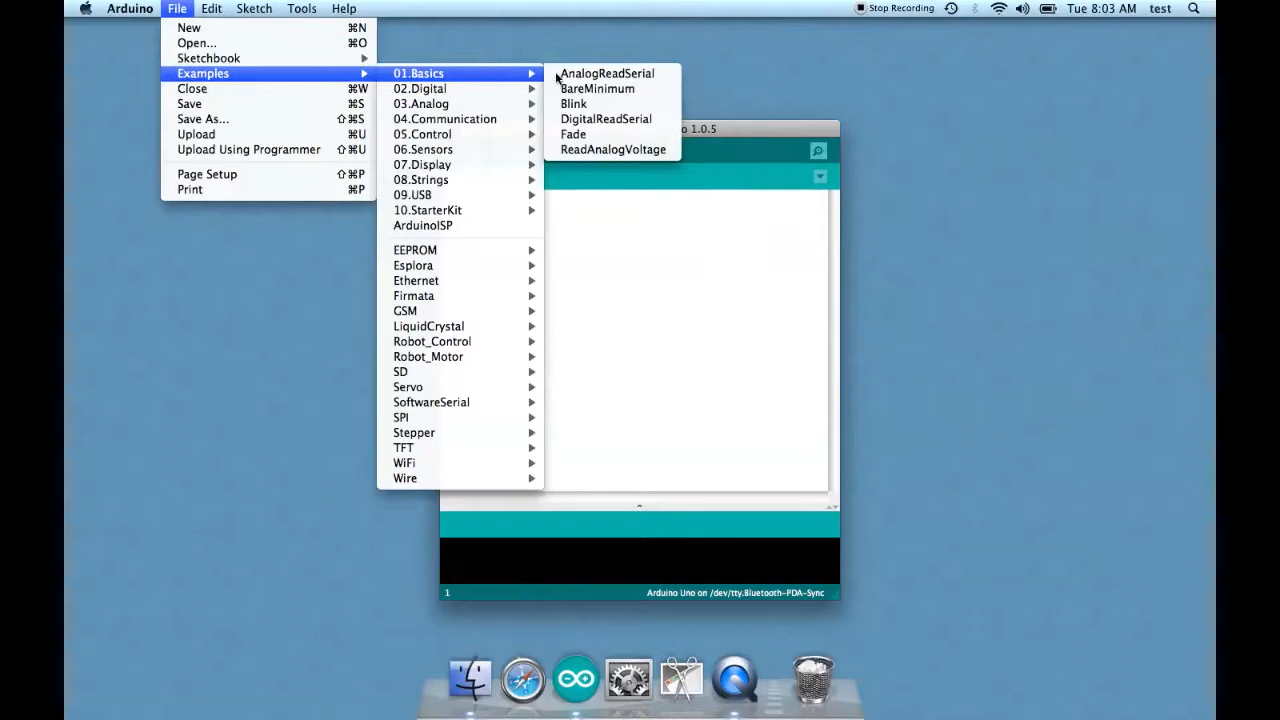 Arduino File Edit Sketch Tools Help Stop Recording Tue 8:03 AM test
New ⌘N
Open... ⌘O
Sketchbook
Examples
Close ⌘W
Save ⌘S
Save As... ⇧⌘S
Upload ⌘U
Upload Using Programmer ⇧⌘U
Page Setup ⇧⌘P
Print ⌘P
01.Basics
02.Digital
03.Analog
04.Communication
05.Control
06.Sensors
07.Display
08.Strings
09.USB
10.StarterKit
ArduinoISP
EEPROM
Esplora
Ethernet
Firmata
GSM
LiquidCrystal
Robot_Control
Robot_Motor
SD
Servo
SoftwareSerial
SPI
Stepper
TFT
WiFi
Wire
AnalogReadSerial
BareMinimum
Blink
DigitalReadSerial
Fade
ReadAnalogVoltage
1.0.5
1 Arduino Uno on /dev/tty.Bluetooth-PDA-Sync